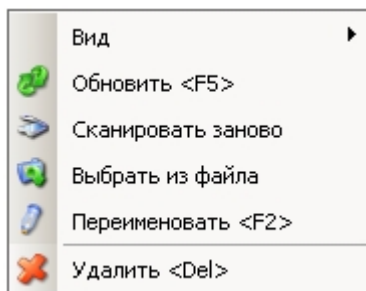 Вид
Обновить <F5>
Сканировать заново
Выбрать из файла
Переименовать <F2>
Удалить <Del>